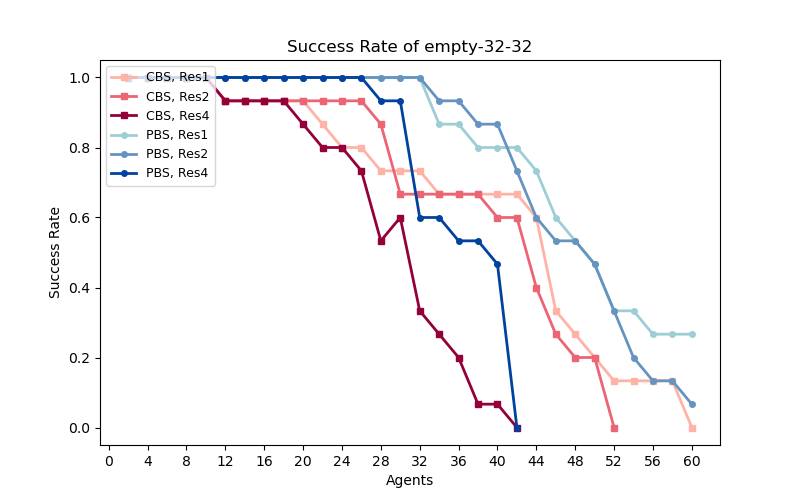 Success Rate of empty-32-32
CBS, Res1
CBS, Res2
CBS, Res4
PBS, Res1
PBS, Res2
PBS, Res4
1.0
0.8
0.6
0.4
0.2
0.0
Success Rate
0 4 8 12 16 20 24 28 32 36 40 44 48 52 56 60
Agents